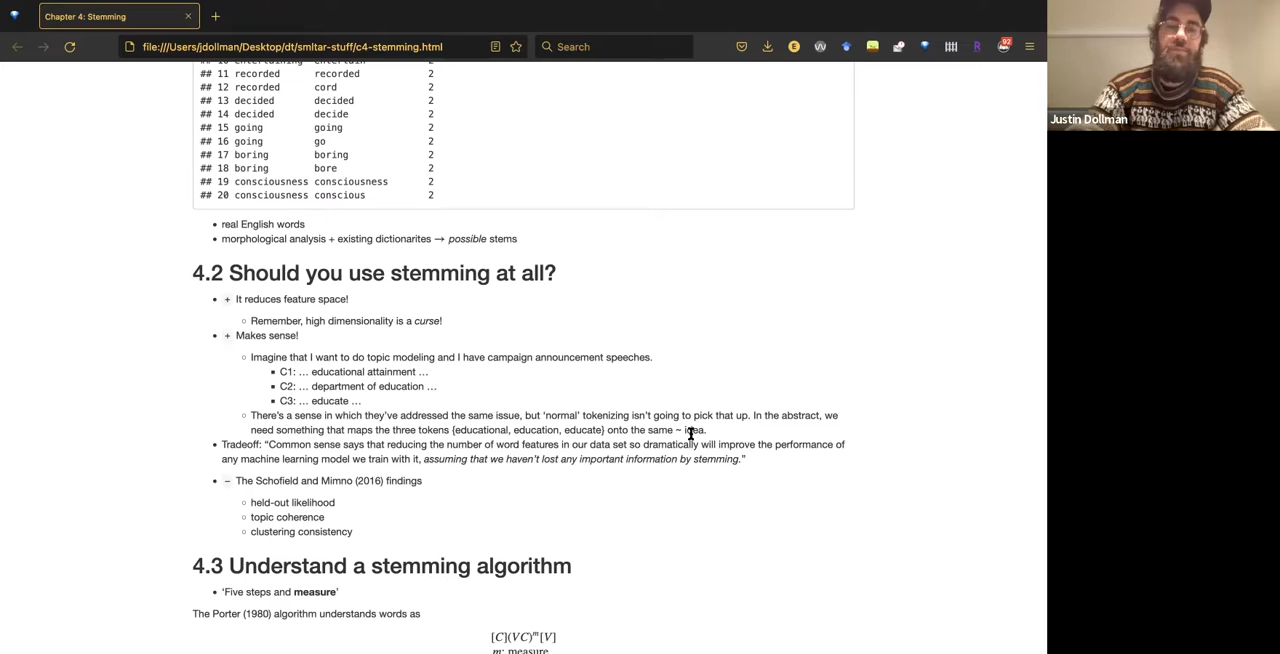 Chapter 4: Stemming
file:///Users/jdollman/Desktop/dt/smltar-stuff/c4-stemming.html
Search
92
## 10 entertaining entertain 2
## 11 recorded recorded 2
## 12 recorded cord 2
## 13 decided decided 2
## 14 decided decide 2
## 15 going going 2
## 16 going go 2
## 17 boring boring 2
## 18 boring bore 2
## 19 consciousness consciousness 2
## 20 consciousness conscious 2
real English words
morphological analysis + existing dictionarites → possible stems
4.2 Should you use stemming at all?
+ It reduces feature space!
Remember, high dimensionality is a curse!
+ Makes sense!
Imagine that I want to do topic modeling and I have campaign announcement speeches.
C1: … educational attainment …
C2: … department of education …
C3: … educate …
There's a sense in which they've addressed the same issue, but 'normal' tokenizing isn't going to pick that up. In the abstract, we
need something that maps the three tokens {educational, education, educate} onto the same ~ idea.
Tradeoff: "Common sense says that reducing the number of word features in our data set so dramatically will improve the performance of
any machine learning model we train with it, assuming that we haven't lost any important information by stemming."
– The Schofield and Mimno (2016) findings
held-out likelihood
topic coherence
clustering consistency
4.3 Understand a stemming algorithm
'Five steps and measure'
The Porter (1980) algorithm understands words as
[C](VC)^m[V]
m: measure
Justin Dollman